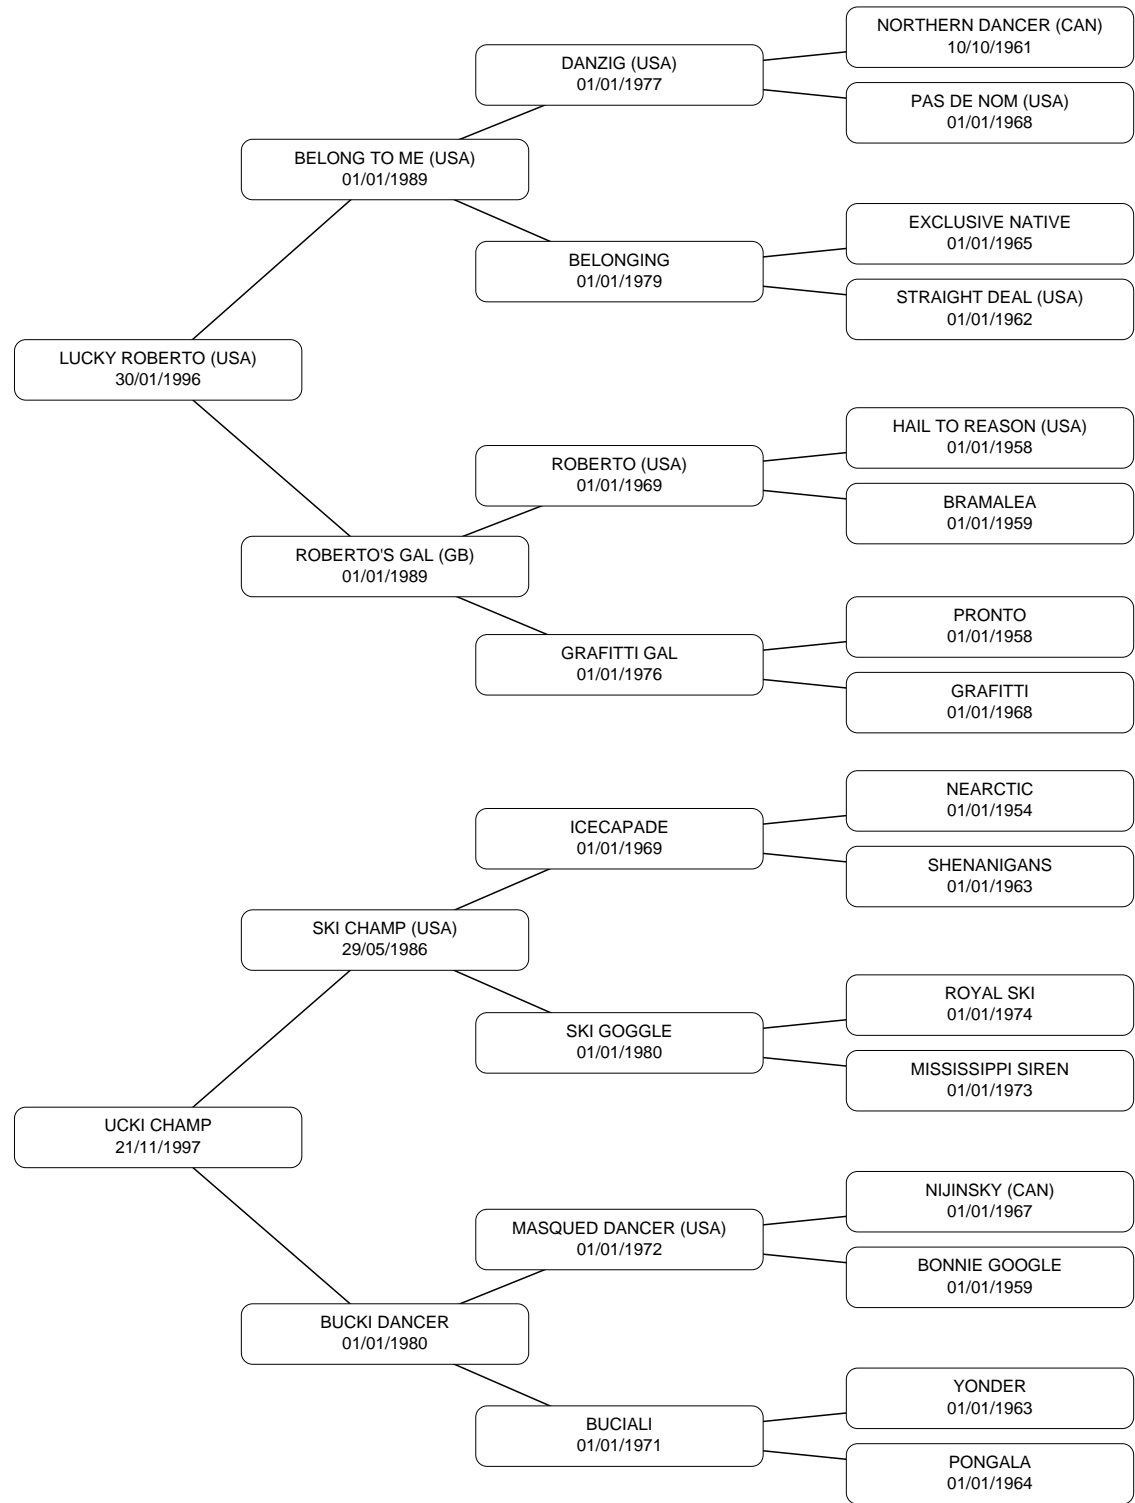 NORTHERN DANCER (CAN)
10/10/1961
DANZIG (USA)
01/01/1977
PAS DE NOM (USA)
01/01/1968
BELONG TO ME (USA)
01/01/1989
EXCLUSIVE NATIVE
01/01/1965
BELONGING
01/01/1979
STRAIGHT DEAL (USA)
01/01/1962
LUCKY ROBERTO (USA)
30/01/1996
HAIL TO REASON (USA)
01/01/1958
ROBERTO (USA)
01/01/1969
BRAMALEA
01/01/1959
ROBERTO'S GAL (GB)
01/01/1989
PRONTO
01/01/1958
GRAFITTI GAL
01/01/1976
GRAFITTI
01/01/1968
NEARCTIC
01/01/1954
ICECAPADE
01/01/1969
SHENANIGANS
01/01/1963
SKI CHAMP (USA)
29/05/1986
ROYAL SKI
01/01/1974
SKI GOGGLE
01/01/1980
MISSISSIPPI SIREN
01/01/1973
UCKI CHAMP
21/11/1997
NIJINSKY (CAN)
01/01/1967
MASQUED DANCER (USA)
01/01/1972
BONNIE GOOGLE
01/01/1959
BUCKI DANCER
01/01/1980
YONDER
01/01/1963
BUCIALI
01/01/1971
PONGALA
01/01/1964